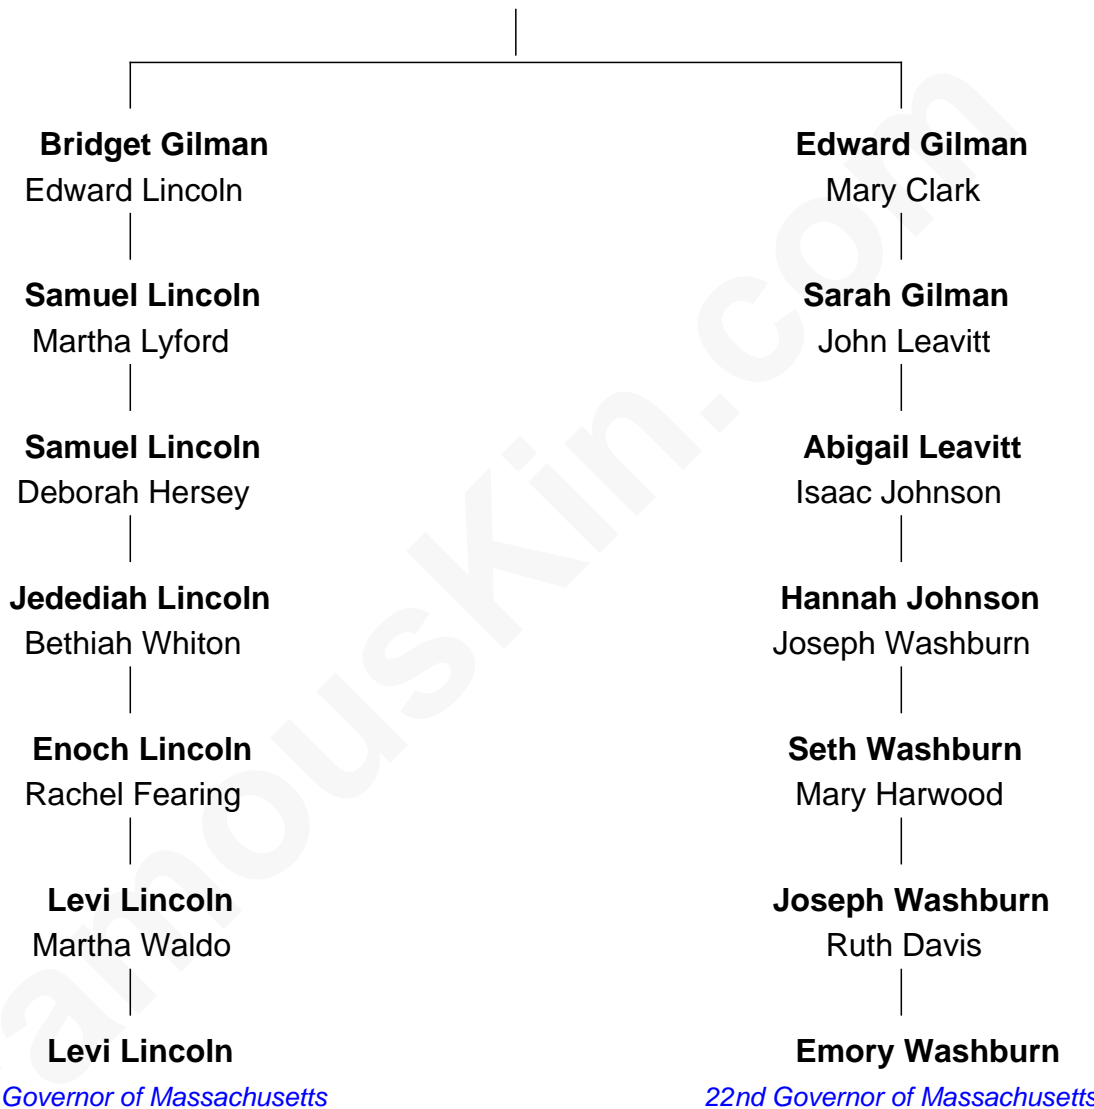 Bridget Gilman
Edward Lincoln
Edward Gilman
Mary Clark
Samuel Lincoln
Martha Lyford
Sarah Gilman
John Leavitt
Samuel Lincoln
Deborah Hersey
Abigail Leavitt
Isaac Johnson
Jedediah Lincoln
Bethiah Whiton
Hannah Johnson
Joseph Washburn
Enoch Lincoln
Rachel Fearing
Seth Washburn
Mary Harwood
Levi Lincoln
Martha Waldo
Joseph Washburn
Ruth Davis
Levi Lincoln
Governor of Massachusetts
Emory Washburn
22nd Governor of Massachusetts
amousKin.com